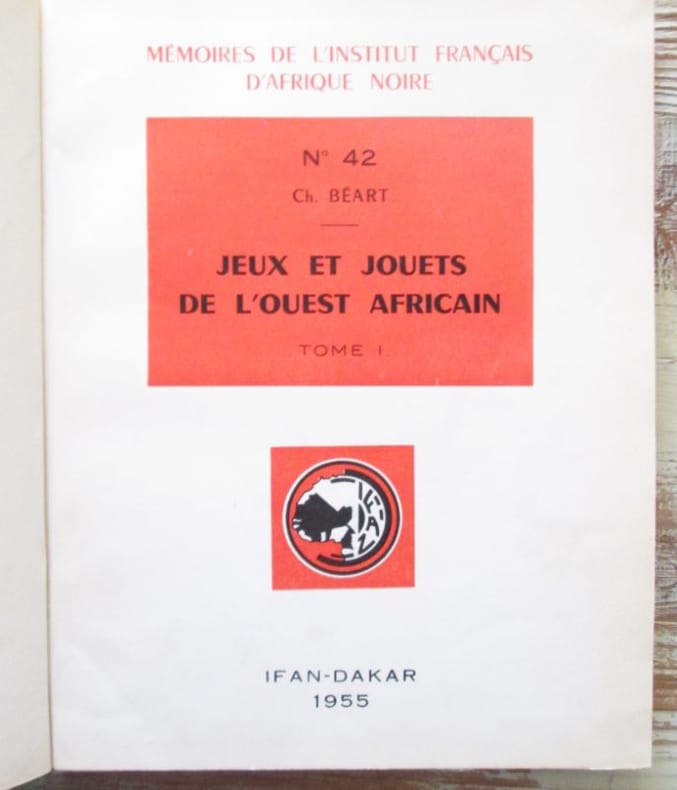 MÉMOIRES DE L'INSTITUT FRANÇAIS
D'AFRIQUE NOIRE
N° 42
Ch. BÉART
JEUX ET JOUETS
DE L'OUEST AFRICAIN
TOME I
IFAN
IFAN-DAKAR
1955